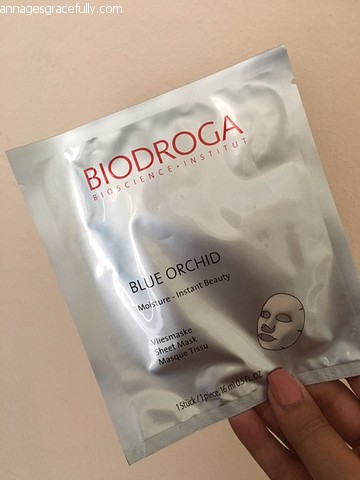 annagesgracefully.com
BIODROGA
BIOSCIENCE • INSTITUT
BLUE ORCHID
Moisture - Instant Beauty
Vliesmaske
Sheet Mask
Masque Tissu
1 Stück / 1 piece, 16 ml 0.5 FL.OZ